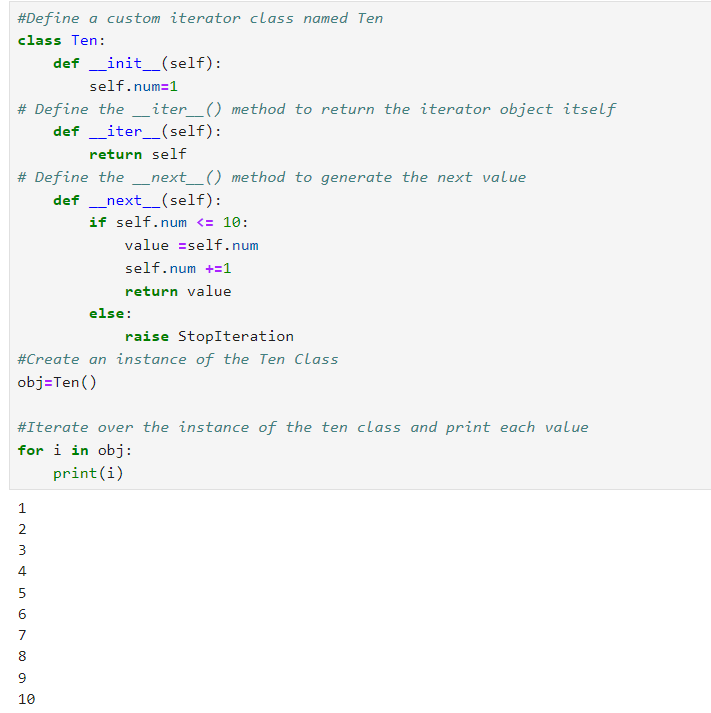 #Define a custom iterator class named Ten
class Ten:
    def __init__(self):
        self.num=1
# Define the __iter__() method to return the iterator object itself
    def __iter__(self):
        return self
# Define the __next__() method to generate the next value
    def __next__(self):
        if self.num <= 10:
            value =self.num
            self.num +=1
            return value
        else:
            raise StopIteration
#Create an instance of the Ten Class
obj=Ten()

#Iterate over the instance of the ten class and print each value
for i in obj:
    print(i)
1
2
3
4
5
6
7
8
9
10